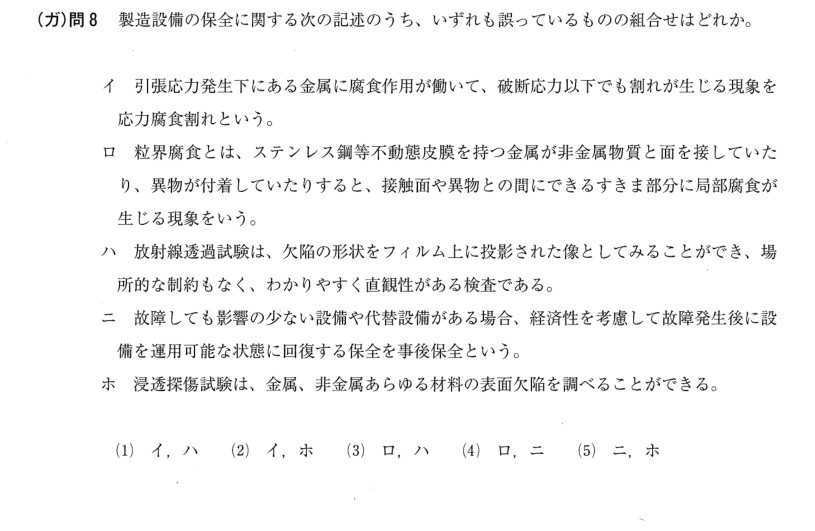 (ガ)問8　製造設備の保全に関する次の記述のうち、いずれも誤っているものの組合せはどれか。
イ　引張応力発生下にある金属に腐食作用が働いて、破断応力以下でも割れが生じる現象を
応力腐食割れという。
ロ　粒界腐食とは、ステンレス鋼等不動態皮膜を持つ金属が非金属物質と面を接していた
り、異物が付着していたりすると、接触面や異物との間にできるすきま部分に局部腐食が
生じる現象をいう。
ハ　放射線透過試験は、欠陥の形状をフィルム上に投影された像としてみることができ、場
所的な制約もなく、わかりやすく直観性がある検査である。
ニ　故障しても影響の少ない設備や代替設備がある場合、経済性を考慮して故障発生後に設
備を運用可能な状態に回復する保全を事後保全という。
ホ　浸透探傷試験は、金属、非金属あらゆる材料の表面欠陥を調べることができる。
(1)　イ，ハ　(2)　イ，ホ　(3)　ロ，ハ　(4)　ロ，ニ　(5)　ニ，ホ